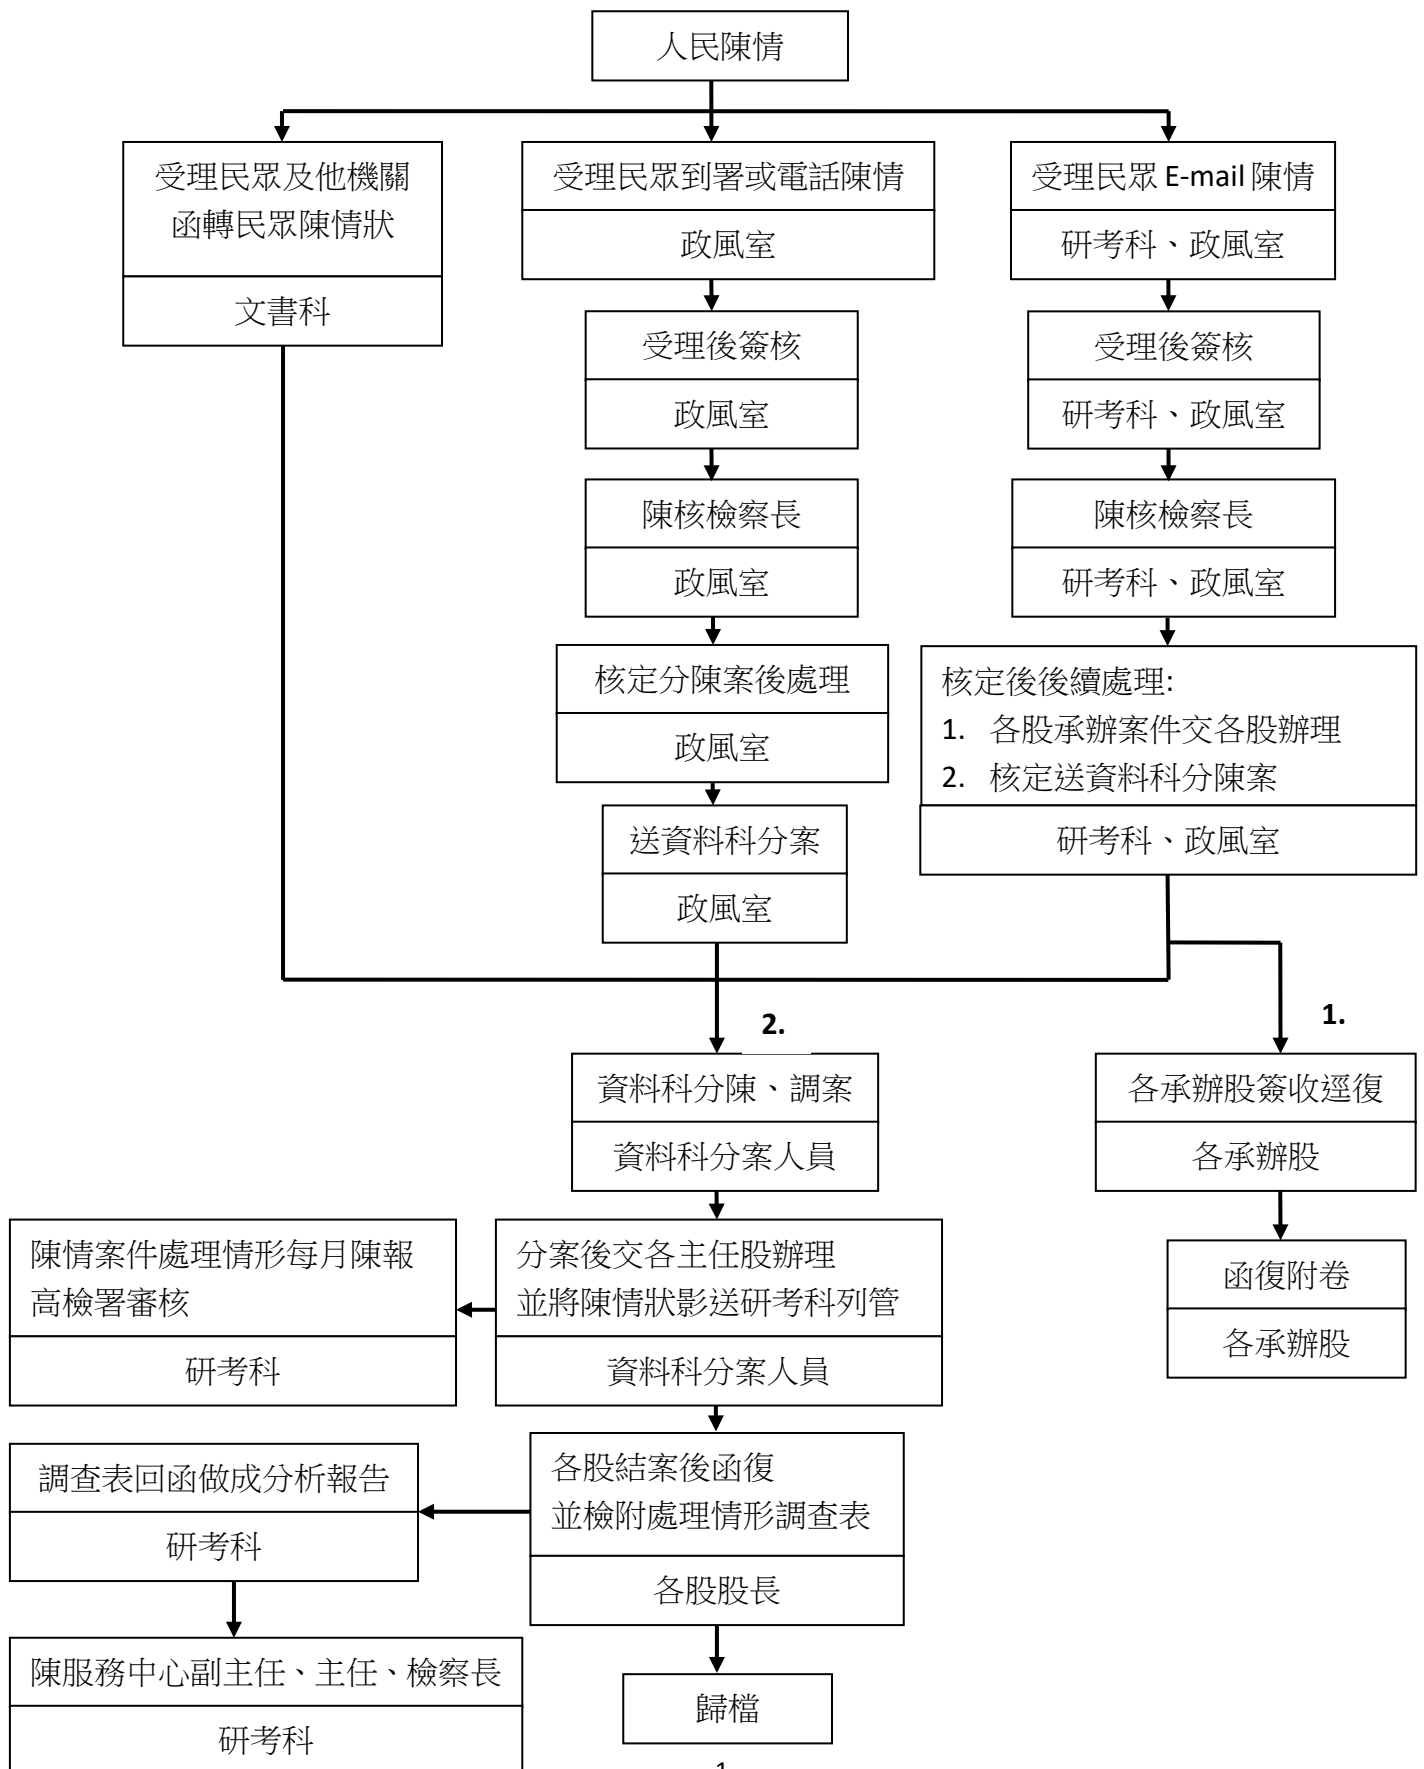 人民陳情
受理民眾及他機關
函轉民眾陳情狀
文書科
受理民眾到署或電話陳情
政風室
受理民眾 E-mail 陳情
研考科、政風室
受理後簽核
政風室
受理後簽核
研考科、政風室
陳核檢察長
政風室
陳核檢察長
研考科、政風室
核定分陳案後處理
政風室
核定後後續處理:
1. 各股承辦案件交各股辦理
2. 核定送資料科分陳案
研考科、政風室
送資料科分案
政風室
2.
1.
資料科分陳、調案
資料科分案人員
各承辦股簽收逕復
各承辦股
陳情案件處理情形每月陳報
高檢署審核
研考科
分案後交各主任股辦理
並將陳情狀影送研考科列管
資料科分案人員
函復附卷
各承辦股
調查表回函做成分析報告
研考科
各股結案後函復
並檢附處理情形調查表
各股股長
陳服務中心副主任、主任、檢察長
研考科
歸檔
1